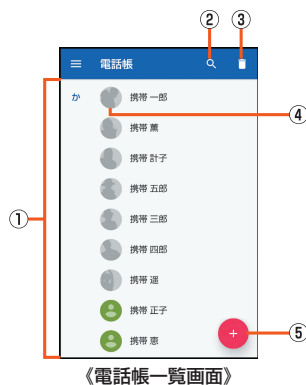 ② ③
電話帳
か
携帯 一郎
④
携帯 薫
携帯 計子
携帯 五郎
①
携帯 三郎
携帯 四郎
携帯 遥
携帯 正子
⑤
携帯 恵
《電話帳一覧画面》